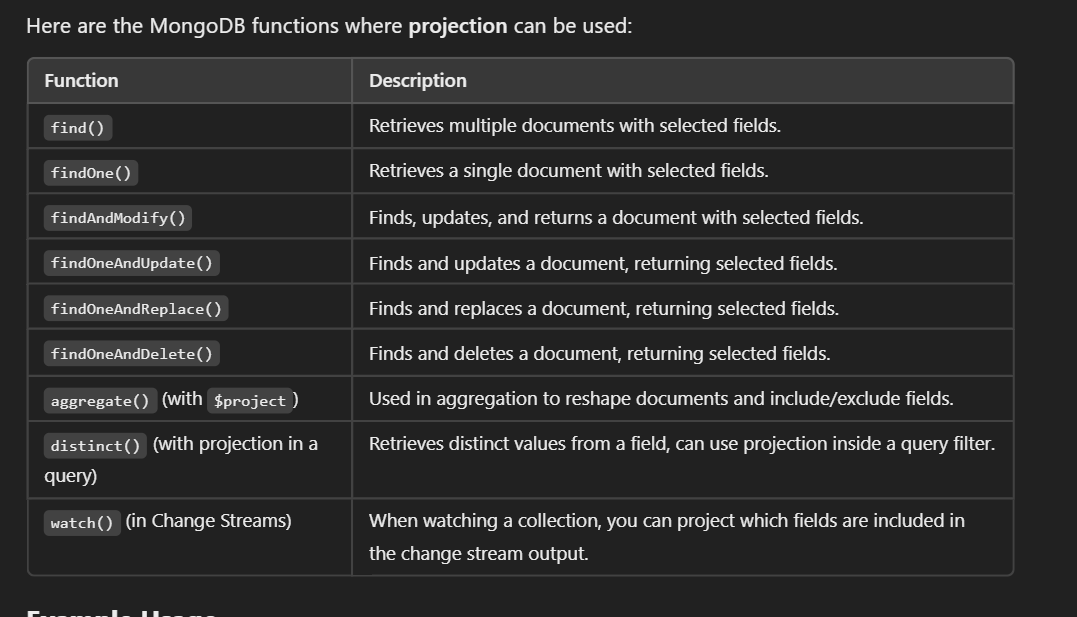 Here are the MongoDB functions where projection can be used:
Function Description
find() Retrieves multiple documents with selected fields.
findOne() Retrieves a single document with selected fields.
findAndModify() Finds, updates, and returns a document with selected fields.
findOneAndUpdate() Finds and updates a document, returning selected fields.
findOneAndReplace() Finds and replaces a document, returning selected fields.
findOneAndDelete() Finds and deletes a document, returning selected fields.
aggregate() (with $project) Used in aggregation to reshape documents and include/exclude fields.
distinct() (with projection in a Retrieves distinct values from a field, can use projection inside a query filter.
query)
watch() (in Change Streams) When watching a collection, you can project which fields are included in
the change stream output.
Example Usage